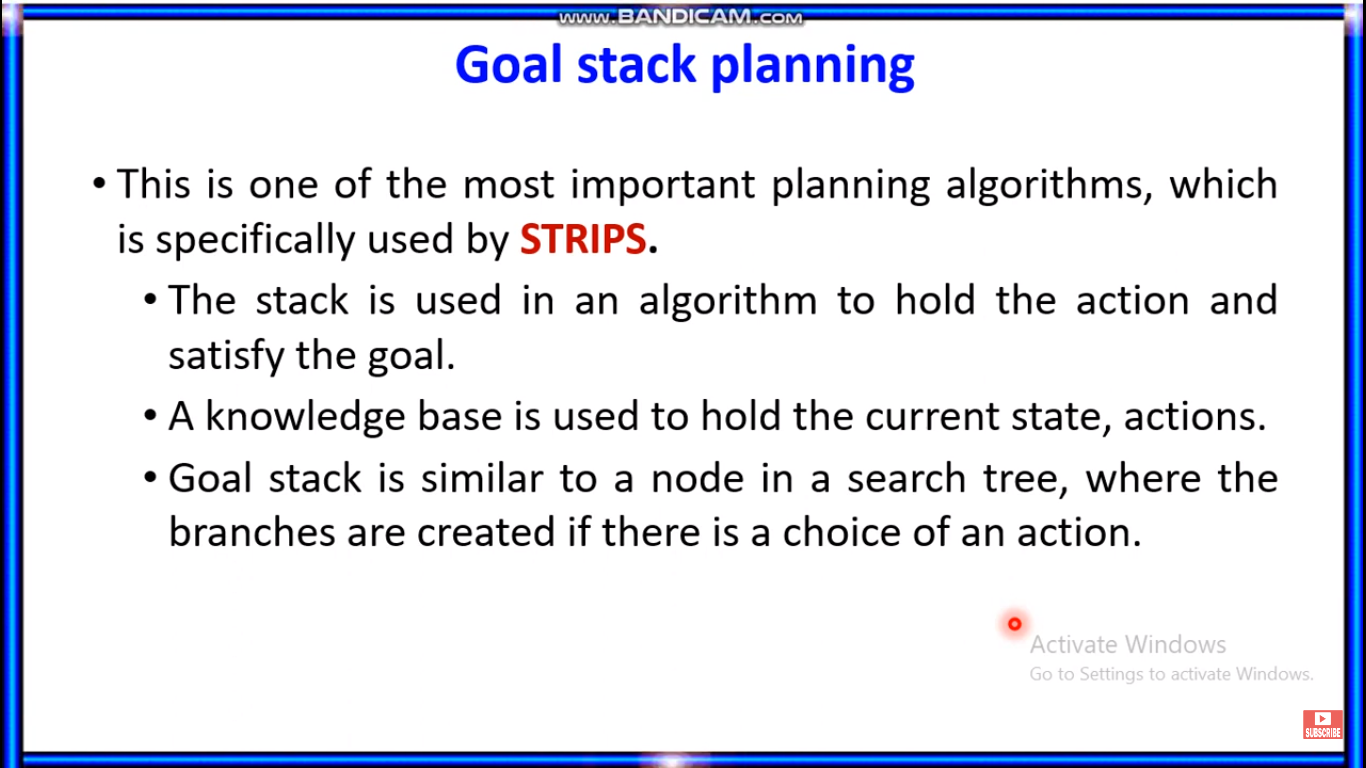 WWW.BANDICAM.COM
Goal stack planning
• This is one of the most important planning algorithms, which
is specifically used by STRIPS.
• The stack is used in an algorithm to hold the action and
satisfy the goal.
• A knowledge base is used to hold the current state, actions.
• Goal stack is similar to a node in a search tree, where the
branches are created if there is a choice of an action.
Activate Windows
Go to Settings to activate Windows.
SUBSCRIBE